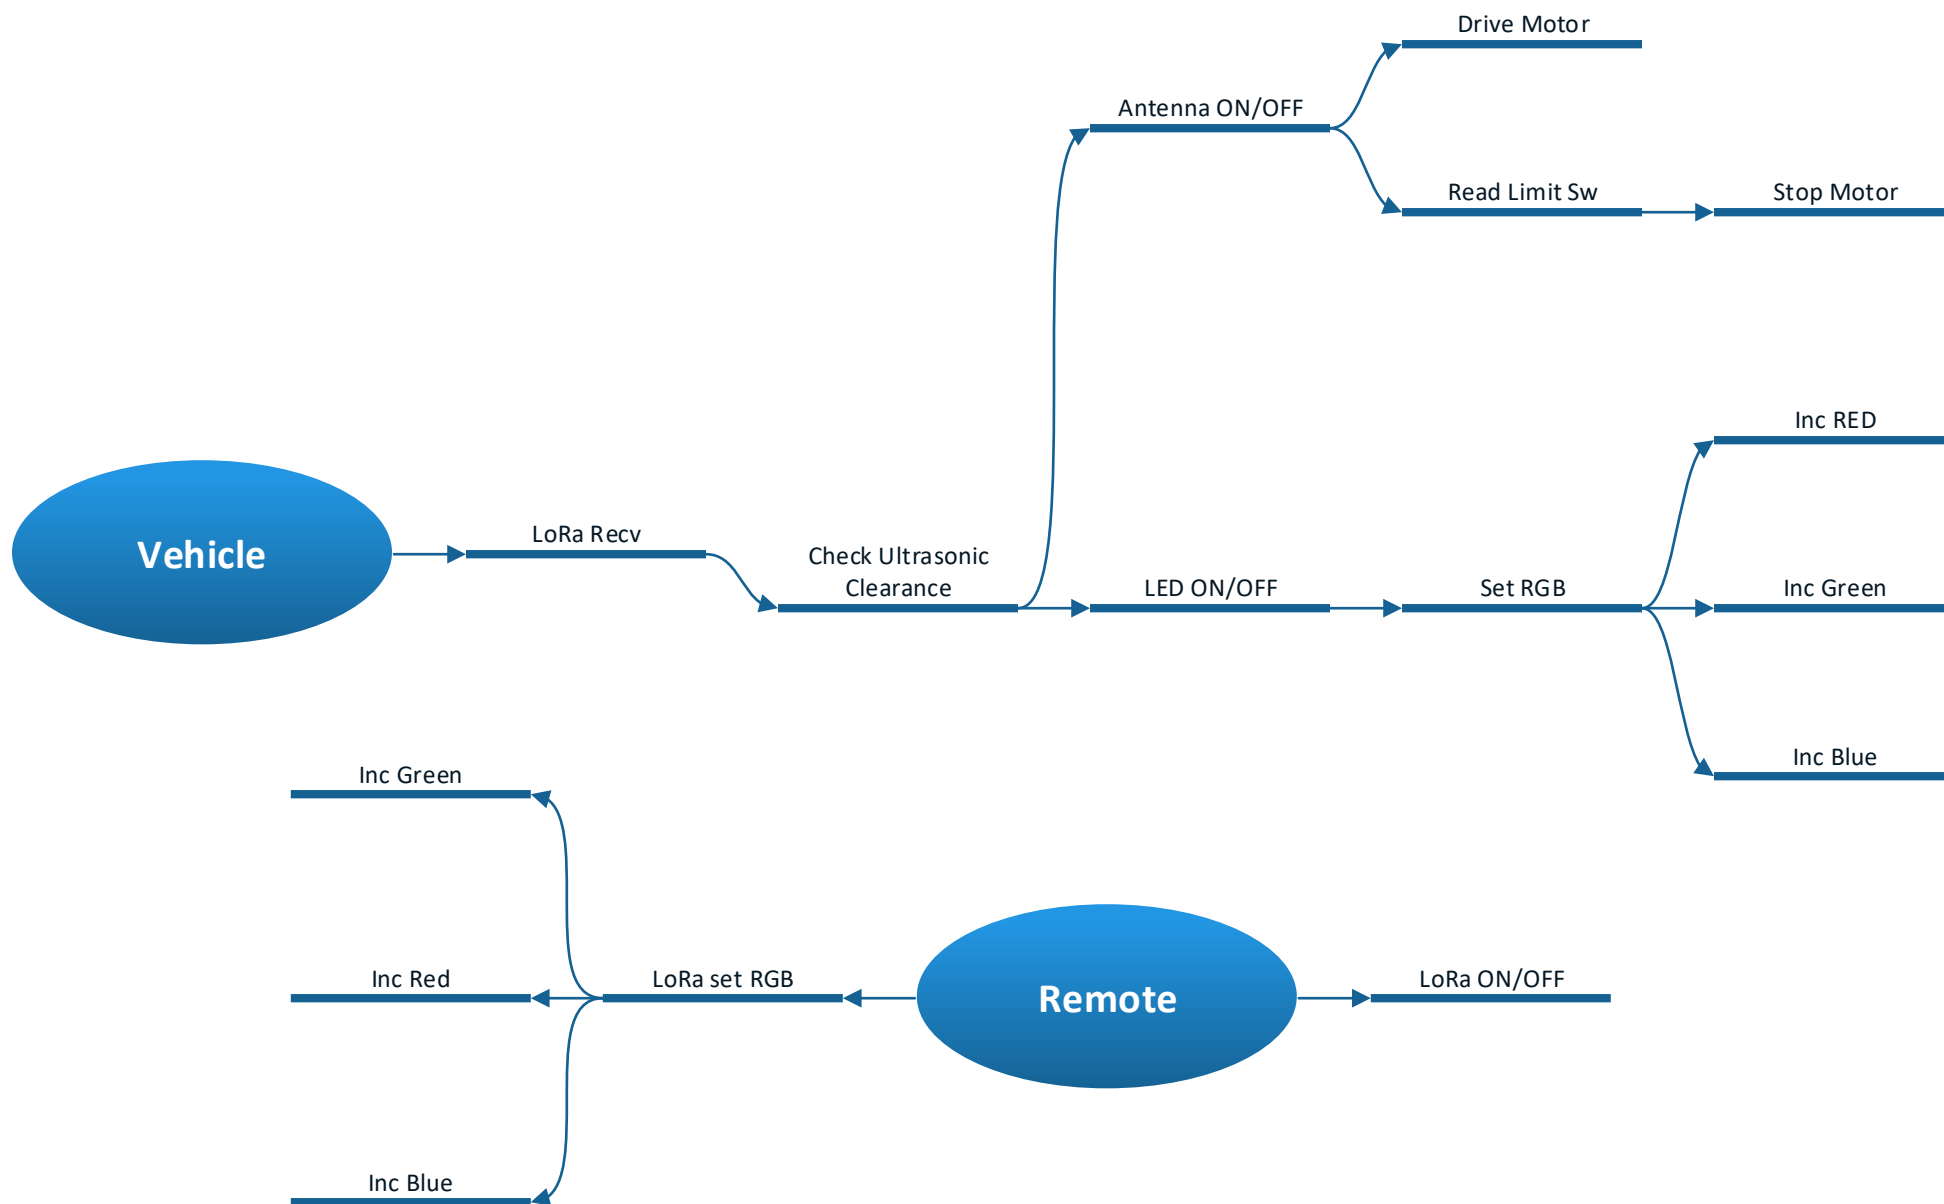 Drive Motor
Antenna ON/OFF
Read Limit Sw
Stop Motor
Inc RED
Vehicle
LoRa Recv
Check Ultrasonic
Clearance
LED ON/OFF
Set RGB
Inc Green
Inc Blue
Inc Green
Inc Red
LoRa set RGB
Remote
LoRa ON/OFF
Inc Blue